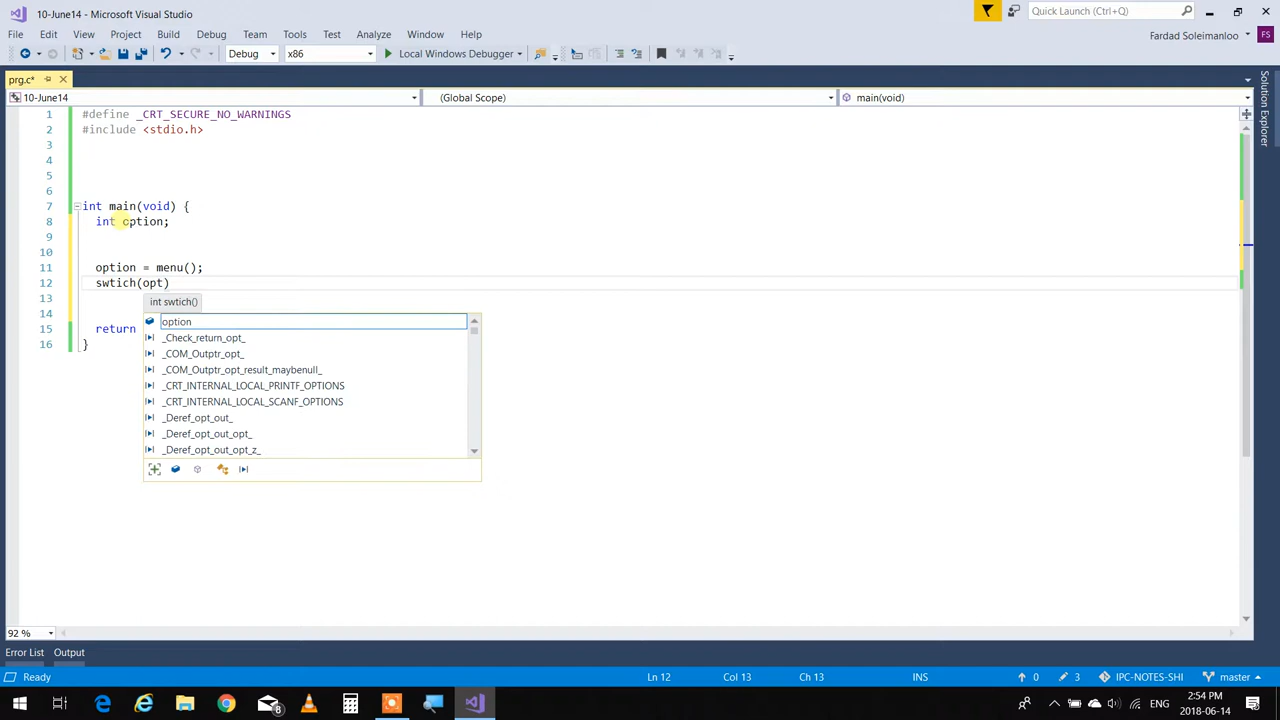 10-June14 - Microsoft Visual Studio
Quick Launch (Ctrl+Q)
File Edit View Project Build Debug Team Tools Test Analyze Window Help
Fardad Soleimanloo FS
Debug x86 Local Windows Debugger
prg.c*
10-June14 (Global Scope) main(void)
Solution Explorer
1 #define _CRT_SECURE_NO_WARNINGS
2 #include <stdio.h>
3
4
5
6
7 int main(void) {
8 int option;
9
10
11 option = menu();
12 swtich(opt)
13 int swtich()
14
option
15 return
_Check_return_opt_
16 }
_COM_Outptr_opt_
_COM_Outptr_opt_result_maybenull_
_CRT_INTERNAL_LOCAL_PRINTF_OPTIONS
_CRT_INTERNAL_LOCAL_SCANF_OPTIONS
_Deref_opt_out_
_Deref_opt_out_opt_
_Deref_opt_out_opt_z_
92 %
Error List Output
Ready Ln 12 Col 13 Ch 13 INS 0 3 IPC-NOTES-SHI master
8
2:54 PM
2018-06-14